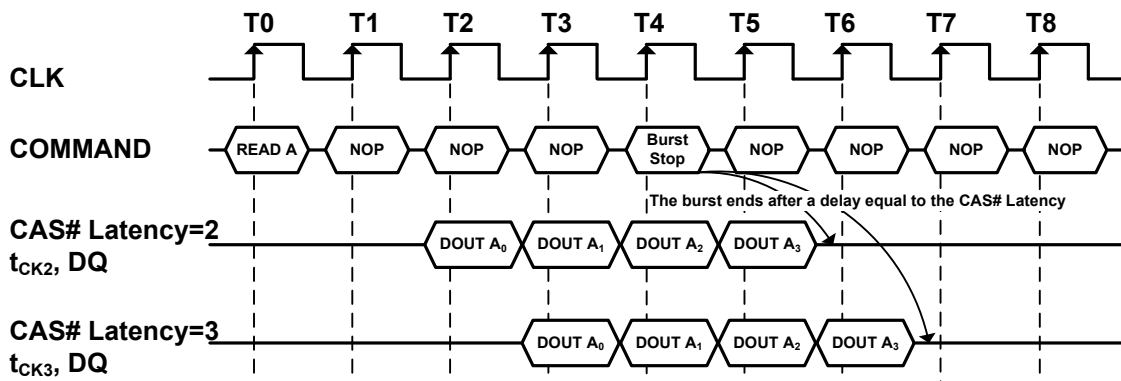 T0 T1 T2 T3 T4 T5 T6 T7 T8
CLK
COMMAND READ A NOP NOP NOP Burst Stop NOP NOP NOP NOP
The burst ends after a delay equal to the CAS# Latency
CAS# Latency=2
tCK2, DQ
DOUT A0 DOUT A1 DOUT A2 DOUT A3
CAS# Latency=3
tCK3, DQ
DOUT A0 DOUT A1 DOUT A2 DOUT A3